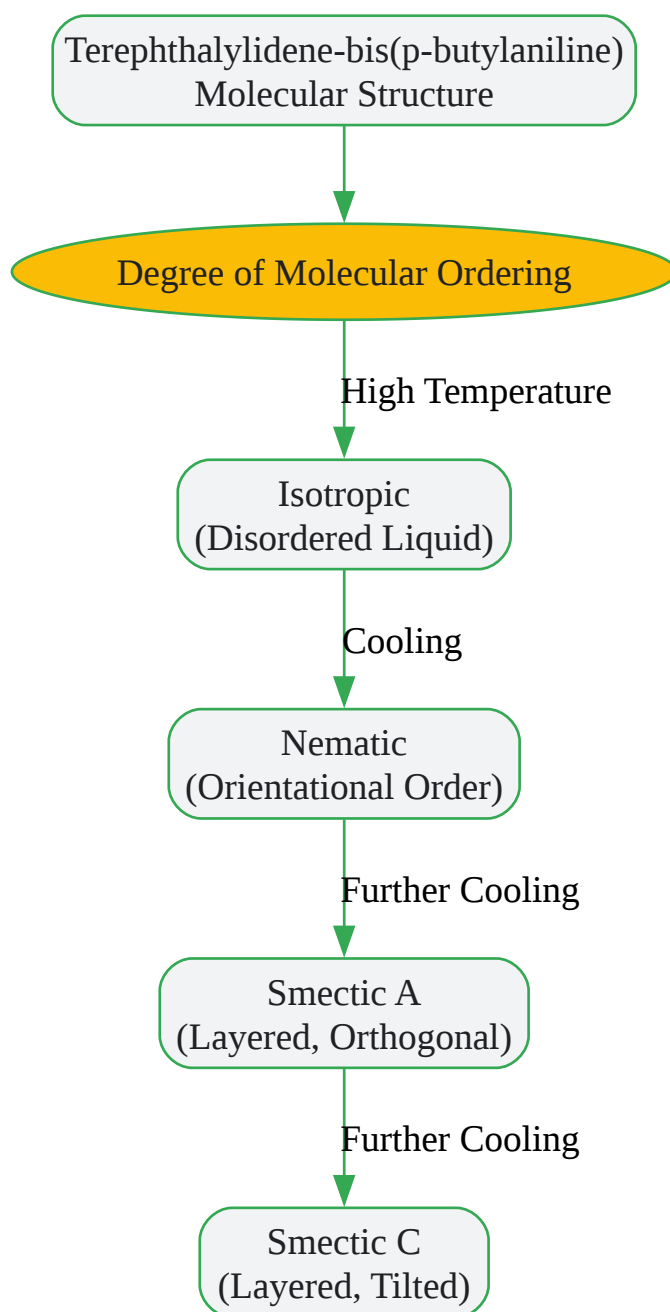 Terephthalylidene-bis(p-butylaniline)
Molecular Structure
Degree of Molecular Ordering
High Temperature
Isotropic
(Disordered Liquid)
Cooling
Nematic
(Orientational Order)
Further Cooling
Smectic A
(Layered, Orthogonal)
Further Cooling
Smectic C
(Layered, Tilted)